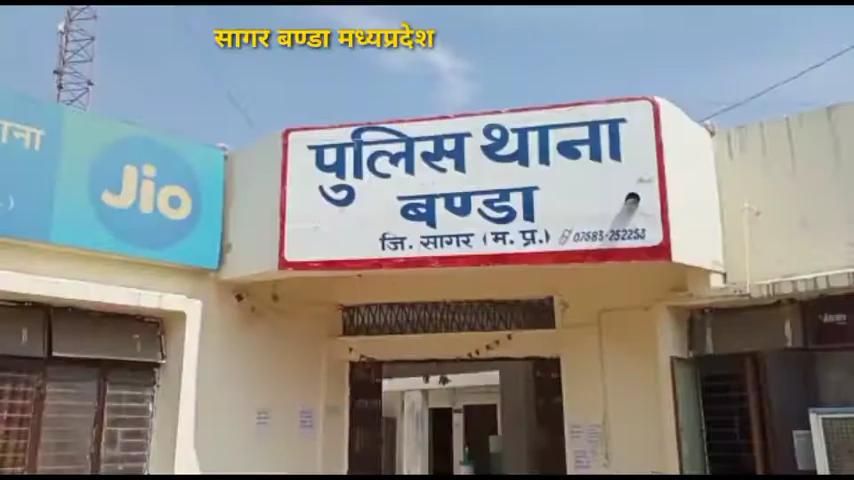 सागर बण्डा मध्यप्रदेश
थाना
Jio
पुलिस थाना
बण्डा
जि. सागर (म. प्र.) 07583-252253